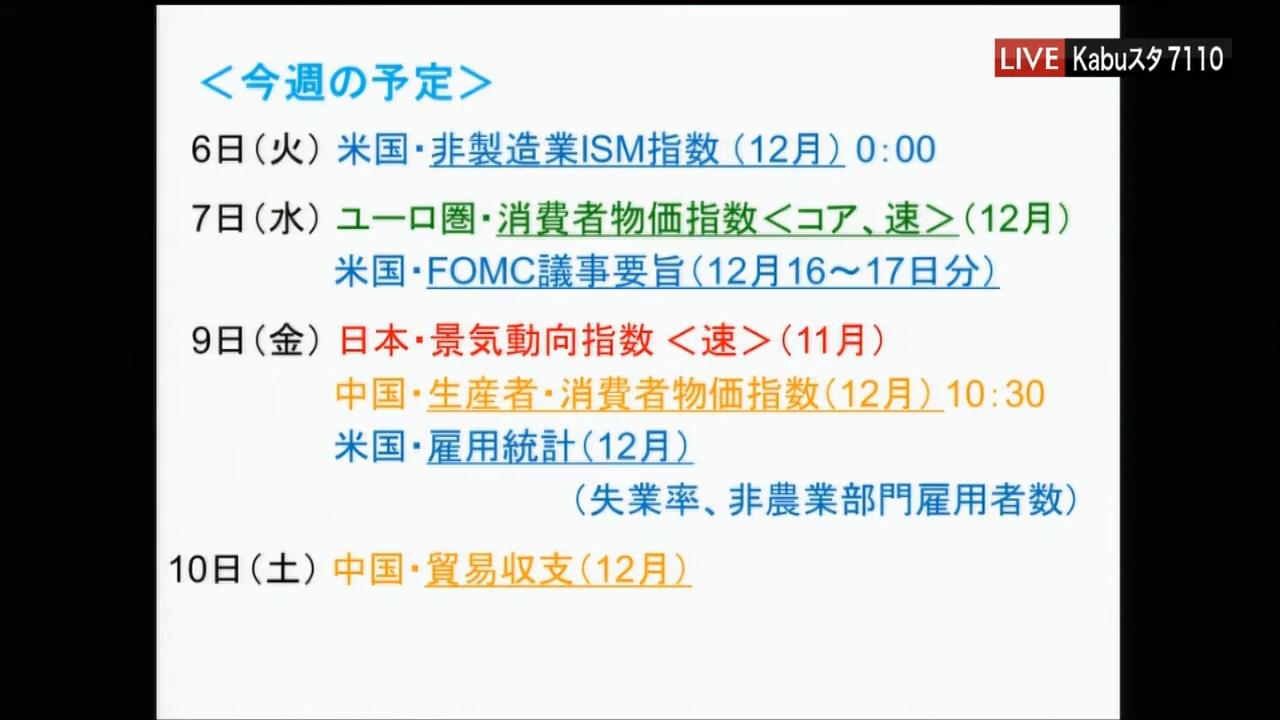 LIVE Kabuスタ7110
＜今週の予定＞
6日（火） 米国・非製造業ISM指数（12月） 0：00
7日（水） ユーロ圏・消費者物価指数＜コア、速＞（12月）
米国・FOMC議事要旨（12月16～17日分）
9日（金） 日本・景気動向指数 ＜速＞（11月）
中国・生産者・消費者物価指数（12月） 10：30
米国・雇用統計（12月）
（失業率、非農業部門雇用者数）
10日（土） 中国・貿易収支（12月）